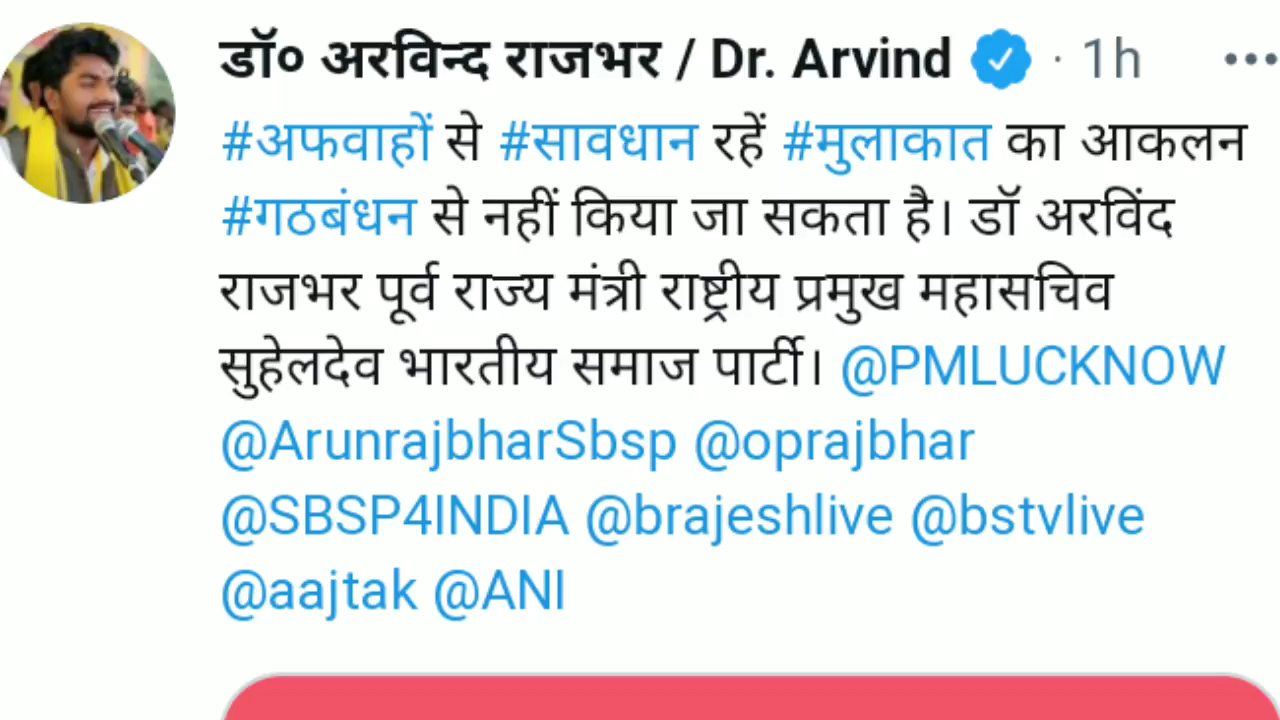 डॉ० अरविन्द राजभर / Dr. Arvind · 1h
#अफवाहों से #सावधान रहें #मुलाकात का आकलन
#गठबंधन से नहीं किया जा सकता है। डॉ अरविंद
राजभर पूर्व राज्य मंत्री राष्ट्रीय प्रमुख महासचिव
सुहेलदेव भारतीय समाज पार्टी। @PMLUCKNOW
@ArunrajbharSbsp @oprajbhar
@SBSP4INDIA @brajeshlive @bstvlive
@aajtak @ANI